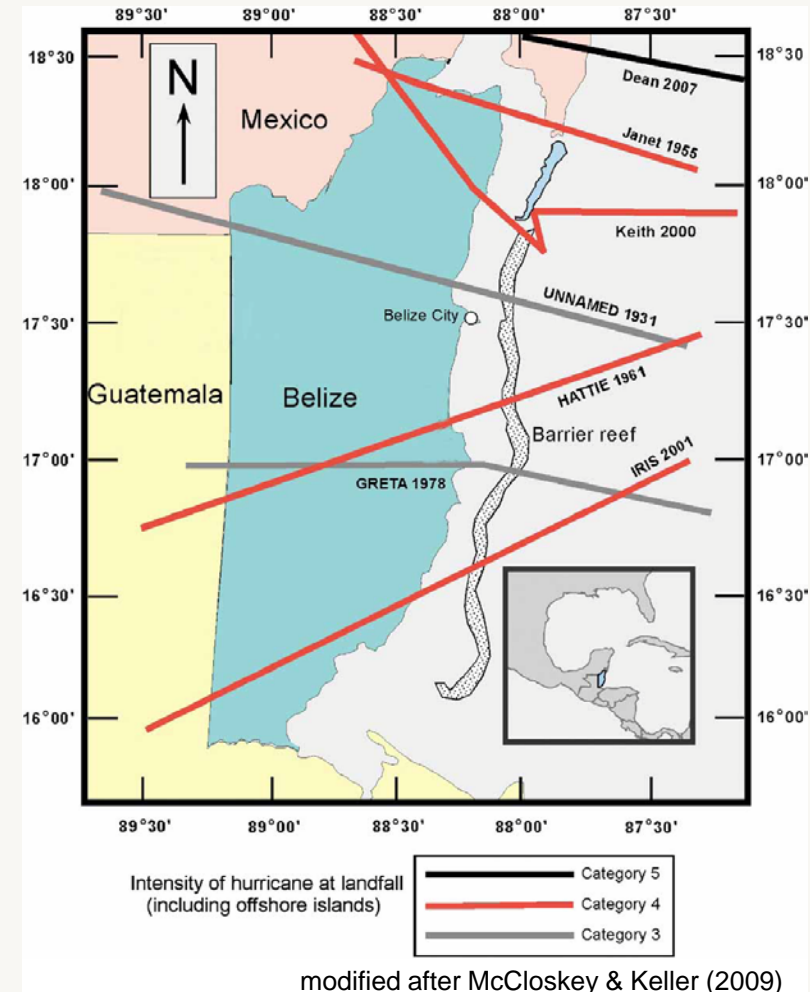 89°30' 89°00' 88°30' 88°00' 87°30'
18°30 18°30
N
Dean 2007
Mexico
Janet 1955
18°00' 18°00'
Keith 2000
UNNAMED 1931
Belize City
17°30' 17°30'
Guatemala
Belize
HATTIE 1961
Barrier reef
IRIS 2001
17°00' 17°00'
GRETA 1978
16°30' 16°30'
16°00' 16°00'
89°30' 89°00' 88°30' 88°00' 87°30'
Intensity of hurricane at landfall
(including offshore islands)
Category 5
Category 4
Category 3
modified after McCloskey & Keller (2009)